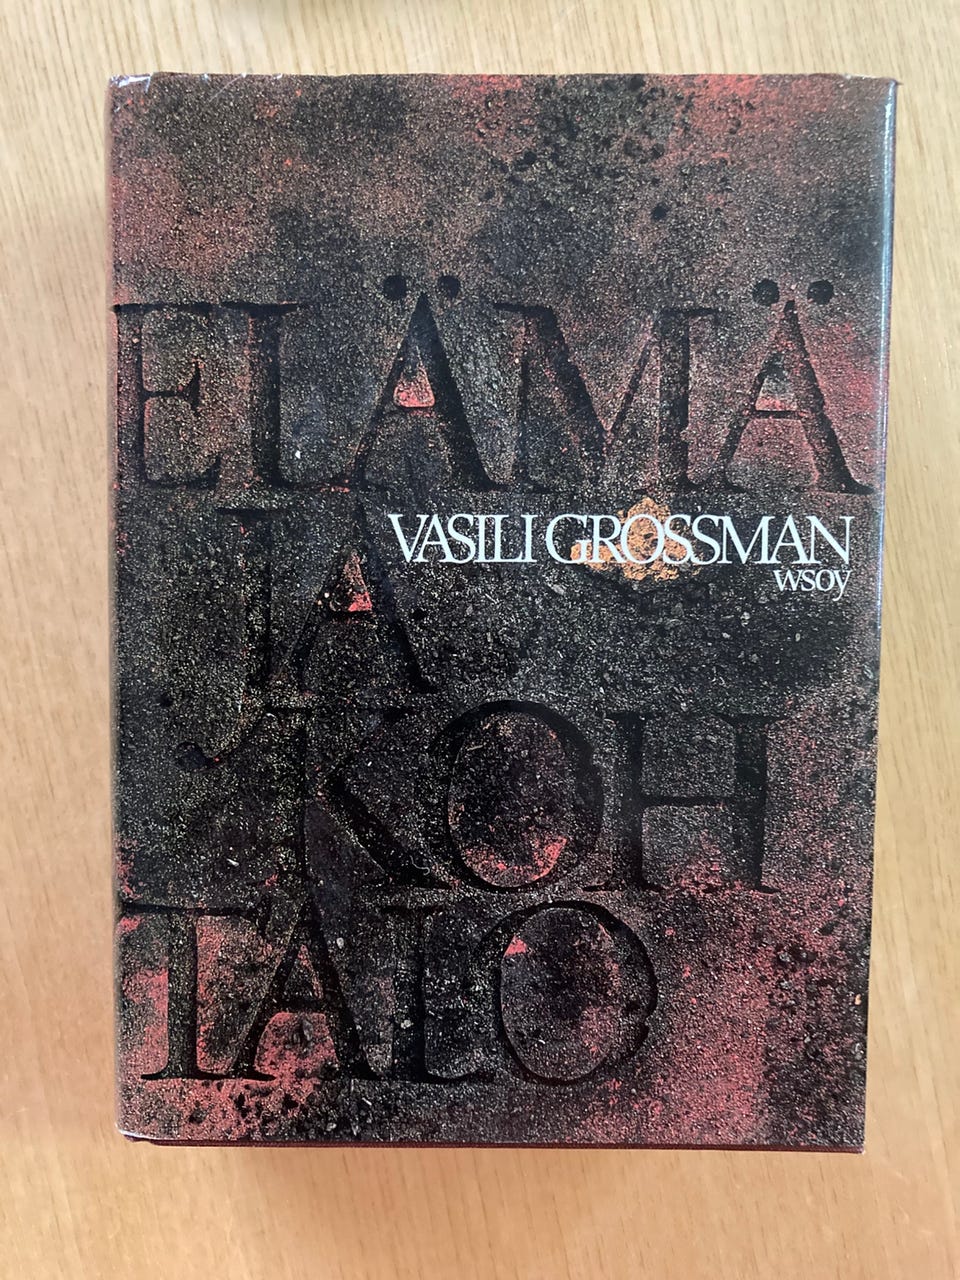 ELÄMÄ
JA
VASILI GROSSMAN
wsoy
KOH
TALO